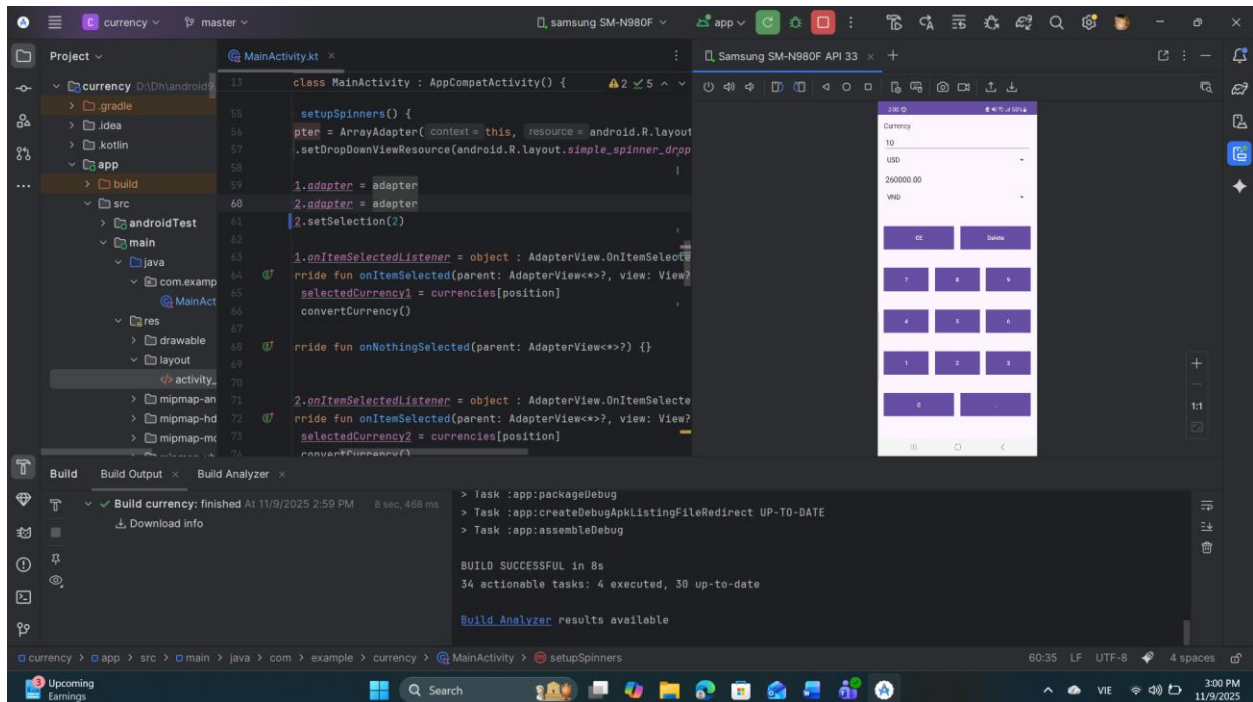 currency
master
samsung SM-N980F
app
Project
MainActivity.kt
Samsung SM-N980F API 33
currency D:\Dh\android9.
.gradle
.idea
.kotlin
app
build
src
androidTest
main
java
com.examp
MainAct
res
drawable
layout
activity_
mipmap-an
mipmap-hd
mipmap-mc
13 class MainActivity : AppCompatActivity() {
2 5
55 setupSpinners() {
56 pter = ArrayAdapter( context = this, resource = android.R.layout
57 .setDropDownViewResource(android.R.layout.simple_spinner_drop
58
59 1.adapter = adapter
60 2.adapter = adapter
61 2.setSelection(2)
62
63 1.onItemSelectedListener = object : AdapterView.OnItemSelecte
64 rride fun onItemSelected(parent: AdapterView<*>?, view: View?
65 selectedCurrency1 = currencies[position]
66 convertCurrency()
67
68 rride fun onNothingSelected(parent: AdapterView<*>?) {}
69
70
71 2.onItemSelectedListener = object : AdapterView.OnItemSelecte
72 rride fun onItemSelected(parent: AdapterView<*>?, view: View?
73 selectedCurrency2 = currencies[position]
74 convertCurrency()
3:00
50%
Currency
10
USD
260000.00
VND
CE Delete
7 8 9
4 5 6
1 2 3
0 .
1:1
Build Build Output Build Analyzer
Build currency: finished At 11/9/2025 2:59 PM 8 sec, 468 ms
Download info
> Task :app:packageDebug
> Task :app:createDebugApkListingFileRedirect UP-TO-DATE
> Task :app:assembleDebug
BUILD SUCCESSFUL in 8s
34 actionable tasks: 4 executed, 30 up-to-date
Build Analyzer results available
currency > app > src > main > java > com > example > currency > MainActivity > setupSpinners
60:35 LF UTF-8 4 spaces
3
Upcoming
Earnings
Search
VIE
3:00 PM
11/9/2025